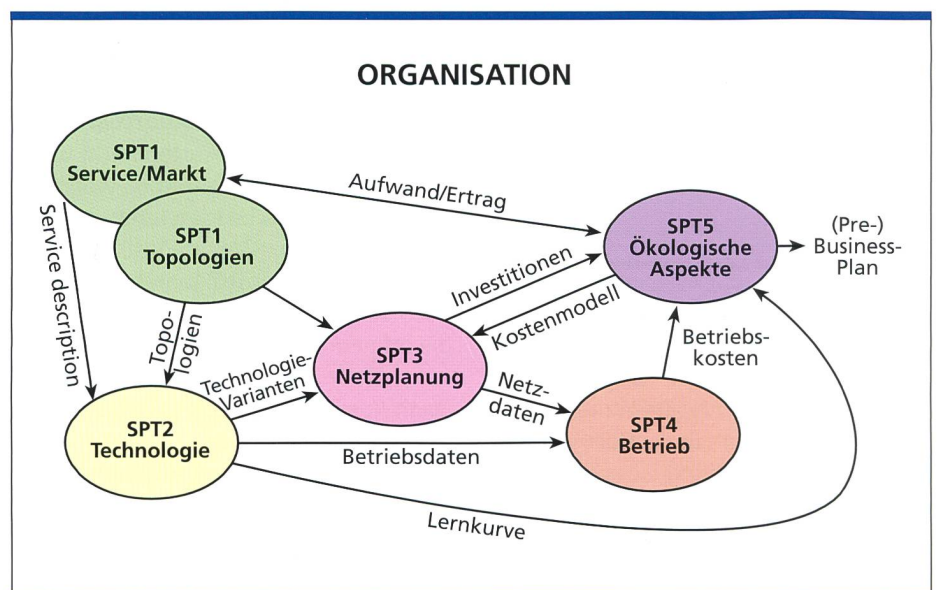 ORGANISATION
SPT1
Service/Markt
SPT1
Topologien
Service description
Aufwand/Ertrag
SPT5
Ökologische
Aspekte
(Pre-)
Business-
Plan
Investitionen
Kostenmodell
Topo-
logien
Technologie-
Varianten
SPT3
Netzplanung
Netz-
daten
Betriebs-
kosten
SPT2
Technologie
Betriebsdaten
SPT4
Betrieb
Lernkurve